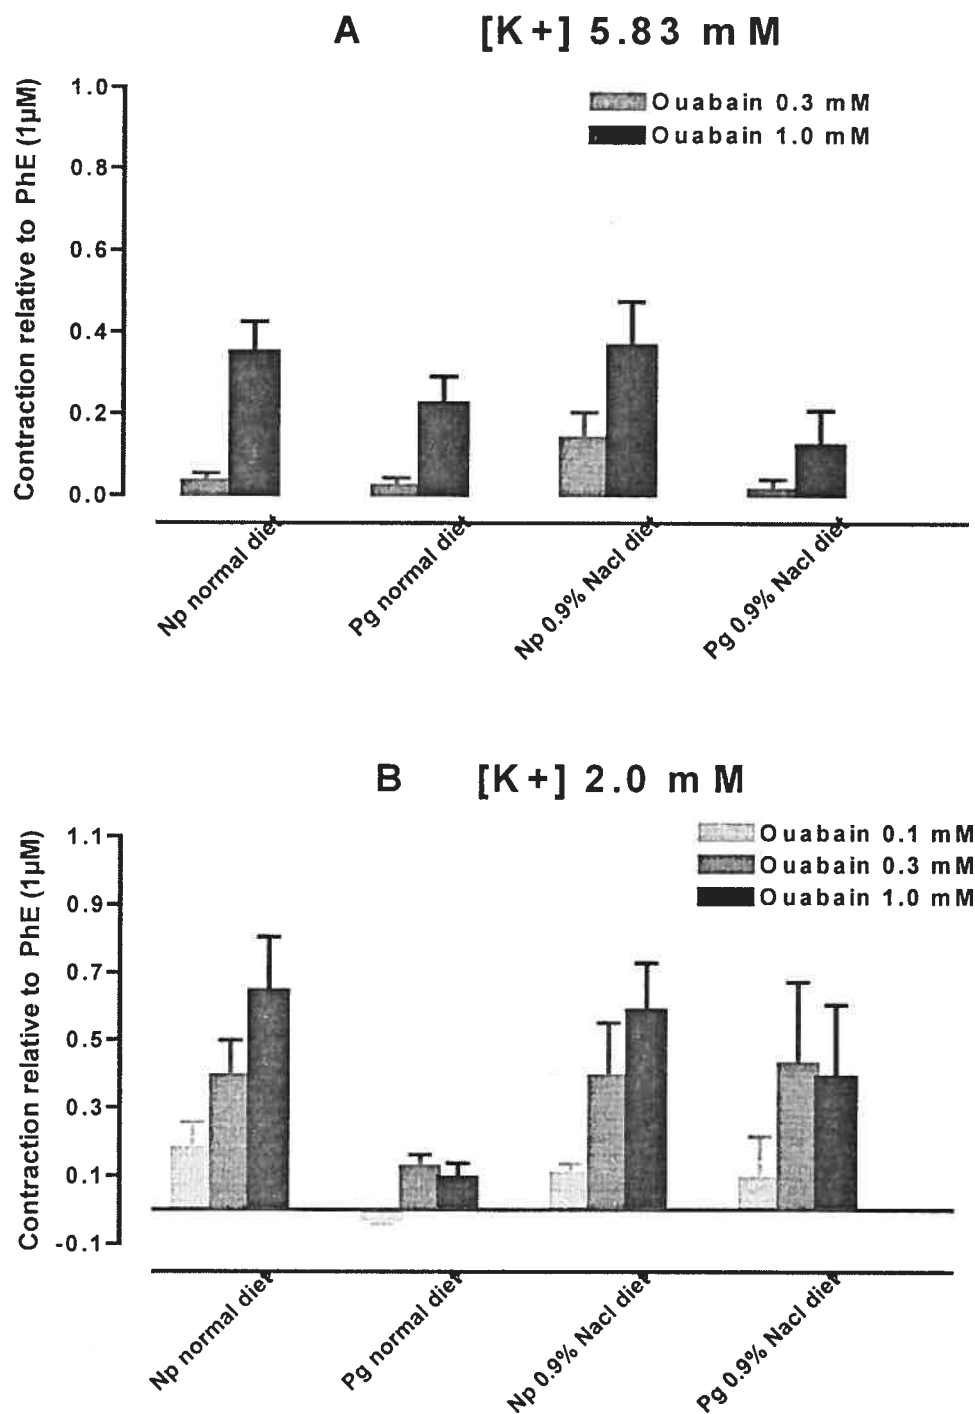 A [K+] 5.83 mM
Contraction relative to PhE (1µM)
1.0
0.8
0.6
0.4
0.2
0.0
Ouabain 0.3 mM
Ouabain 1.0 mM
Np normal diet
Pg normal diet
Np 0.9% Nacl diet
Pg 0.9% Nacl diet
B [K+] 2.0 mM
Contraction relative to PhE (1µM)
1.1
0.9
0.7
0.5
0.3
0.1
-0.1
Ouabain 0.1 mM
Ouabain 0.3 mM
Ouabain 1.0 mM
Np normal diet
Pg normal diet
Np 0.9% Nacl diet
Pg 0.9% Nacl diet